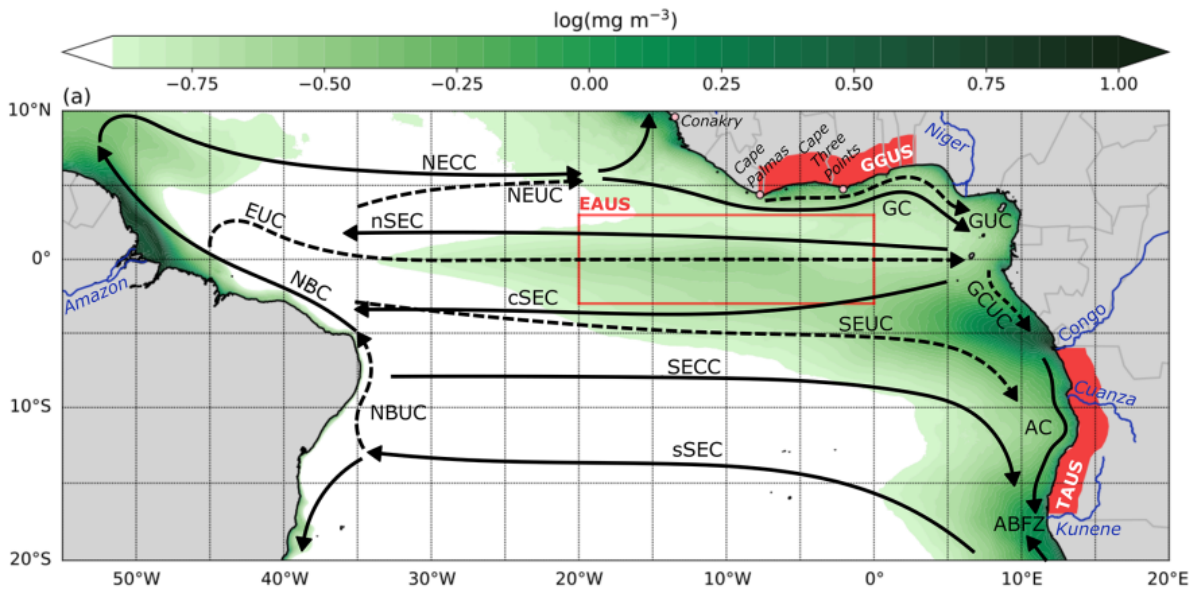 log(mg m⁻³)
−0.75 −0.50 −0.25 0.00 0.25 0.50 0.75 1.00
(a)
10°N
Conakry
Cape Palmas
Cape Three Points
GGUS
Niger
NECC
NEUC
EAUS
GC
GUC
EUC
nSEC
0°
Amazon
NBC
cSEC
GCUC
Congo
SEUC
SECC
Cuanza
10°S
NBUC
AC
sSEC
TAUS
ABFZ
Kunene
20°S
50°W 40°W 30°W 20°W 10°W 0° 10°E 20°E